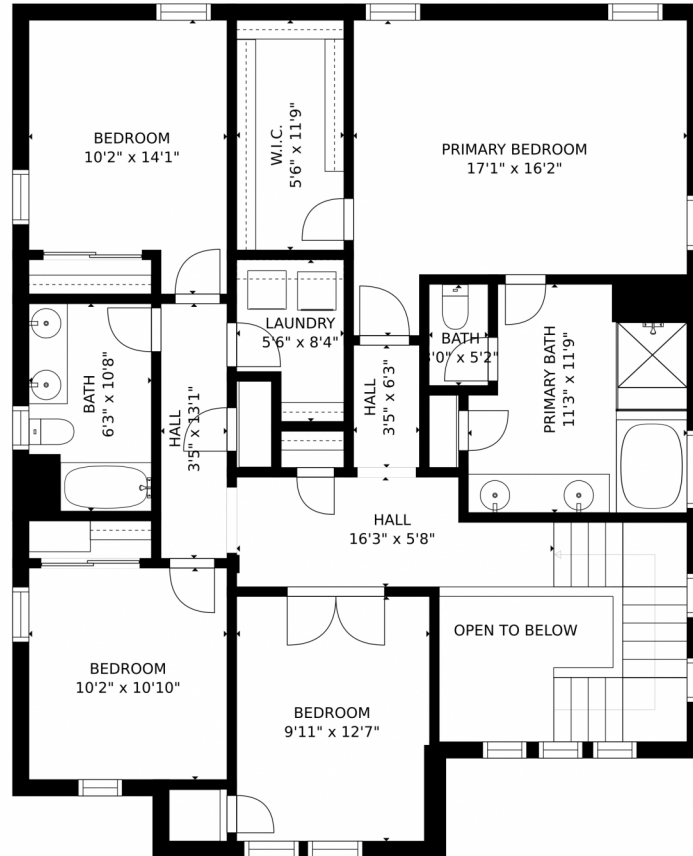 BEDROOM
10'2" x 14'1"
W.I.C.
5'6" x 11'9"
PRIMARY BEDROOM
17'1" x 16'2"
LAUNDRY
5'6" x 8'4"
BATH
6'3" x 10'8"
HALL
3'5" x 13'1"
HALL
3'5" x 6'3"
BATH
5'2"
PRIMARY BATH
11'3" x 11'9"
HALL
16'3" x 5'8"
OPEN TO BELOW
BEDROOM
10'2" x 10'10"
BEDROOM
9'11" x 12'7"